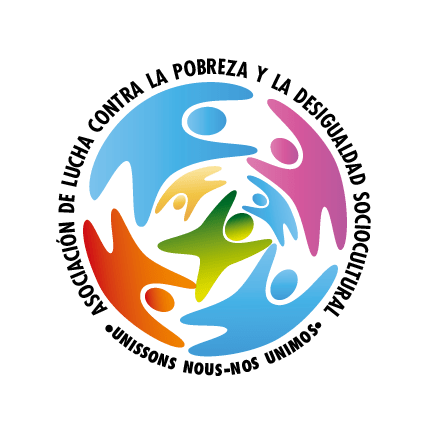 ASOCIACIÓN DE LUCHA CONTRA LA POBREZA Y LA DESIGUALDAD SOCIOCULTURAL
•UNISSONS NOUS-NOS UNIMOS•